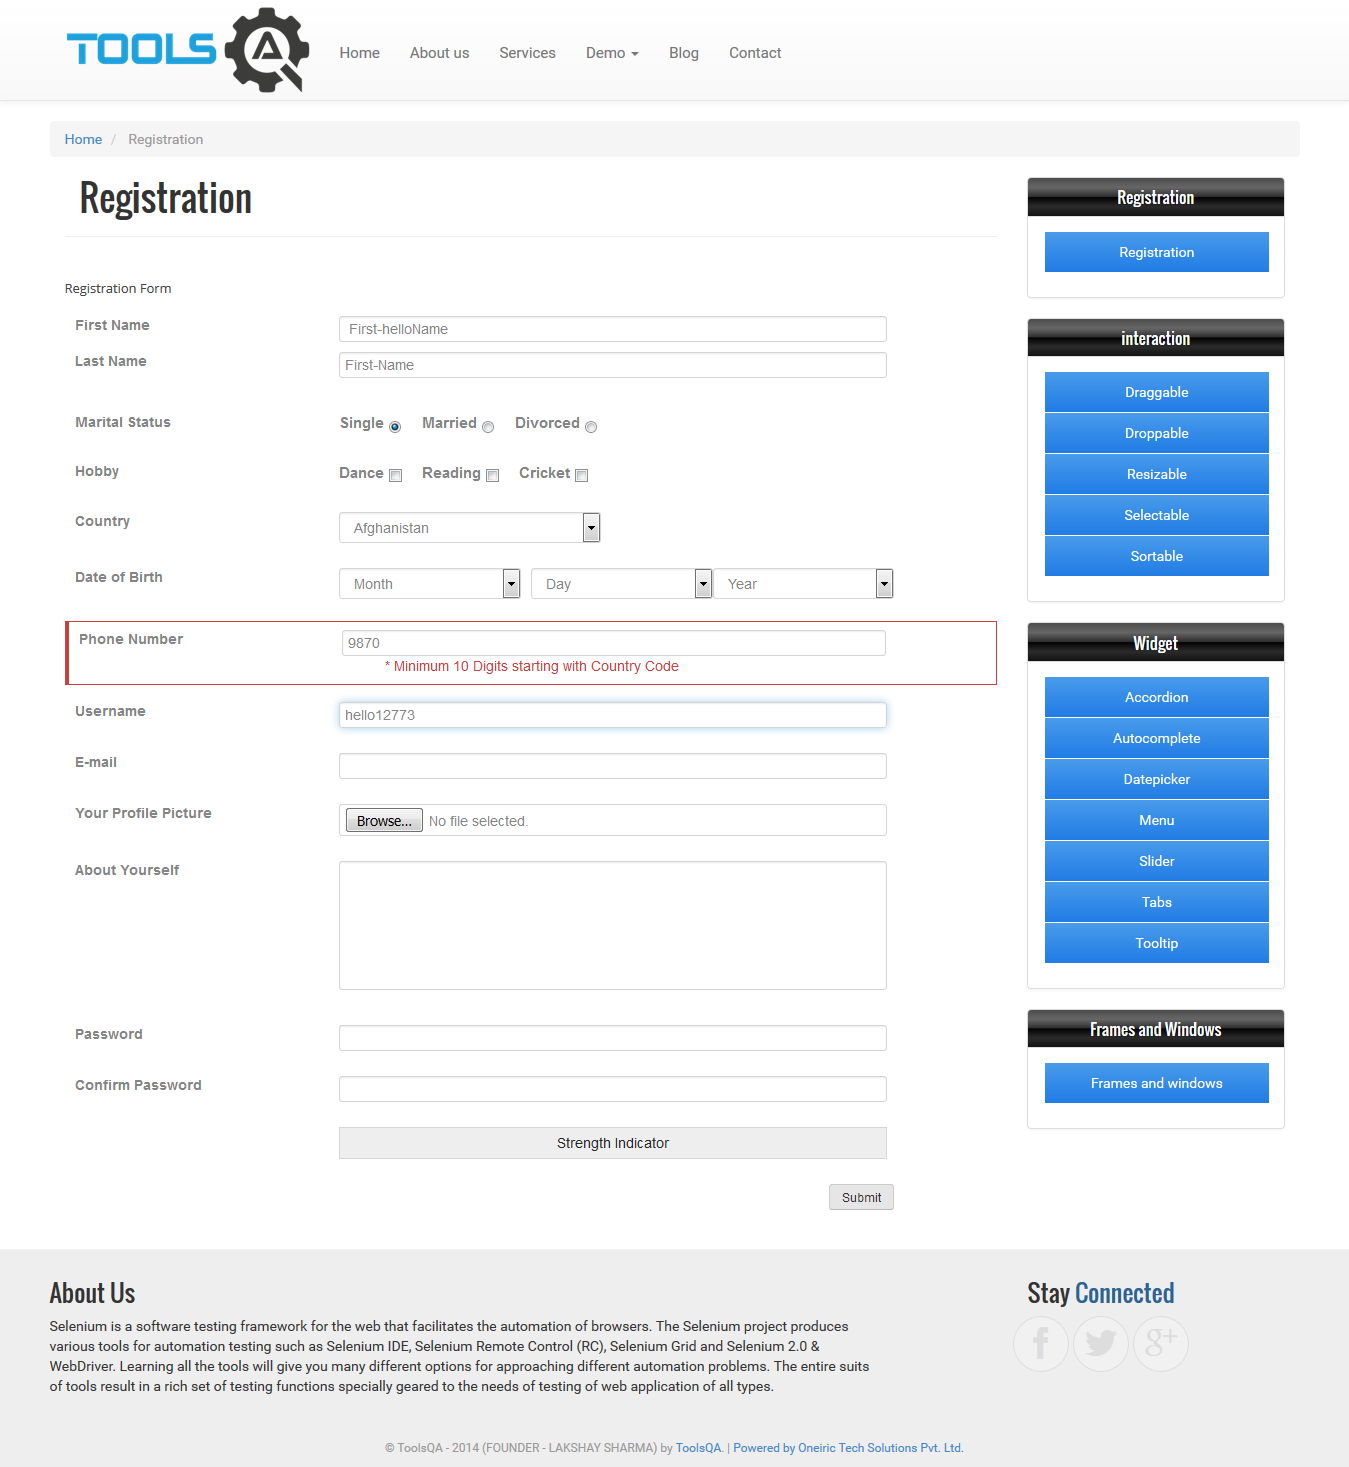 TOOLS QA
Home About us Services Demo Blog Contact
Home / Registration
Registration
Registration Form
First Name First-helloName
Last Name First-Name
Marital Status Single Married Divorced
Hobby Dance Reading Cricket
Country Afghanistan
Date of Birth Month Day Year
Phone Number 9870
* Minimum 10 Digits starting with Country Code
Username hello12773
E-mail
Your Profile Picture Browse... No file selected.
About Yourself
Password
Confirm Password
Strength Indicator
Submit
Registration
Registration
interaction
Draggable
Droppable
Resizable
Selectable
Sortable
Widget
Accordion
Autocomplete
Datepicker
Menu
Slider
Tabs
Tooltip
Frames and Windows
Frames and windows
About Us
Selenium is a software testing framework for the web that facilitates the automation of browsers. The Selenium project produces
various tools for automation testing such as Selenium IDE, Selenium Remote Control (RC), Selenium Grid and Selenium 2.0 &
WebDriver. Learning all the tools will give you many different options for approaching different automation problems. The entire suits
of tools result in a rich set of testing functions specially geared to the needs of testing of web application of all types.
Stay Connected
f g+
© ToolsQA - 2014 (FOUNDER - LAKSHAY SHARMA) by ToolsQA. | Powered by Oneiric Tech Solutions Pvt. Ltd.